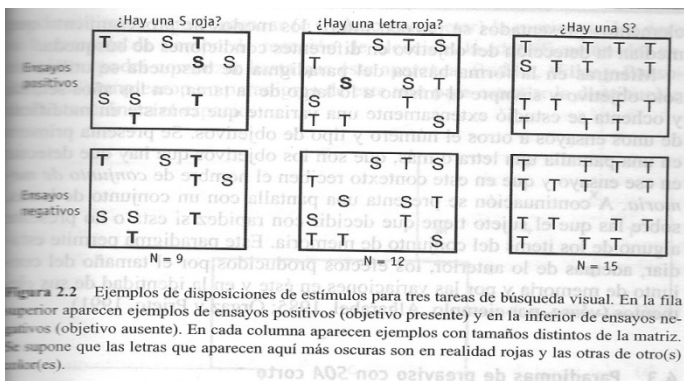 ¿Hay una S roja? ¿Hay una letra roja? ¿Hay una S?
Ensayos
positivos
T S T
S S
S S T
T
S T S
T
S S T
S T
T T S
T T T T
S T T T
T T T T
T T T
Ensayos
negativos
T S T
T S
S S T
T
S T S
T
S S T
S T
T T S
T T T T
T T T T
T T T T
T T T
N = 9 N = 12 N = 15
Figura 2.2 Ejemplos de disposiciones de estímulos para tres tareas de búsqueda visual. En la fila
superior aparecen ejemplos de ensayos positivos (objetivo presente) y en la inferior de ensayos ne-
gativos (objetivo ausente). En cada columna aparecen ejemplos con tamaños distintos de la matriz.
Se supone que las letras que aparecen aquí más oscuras son en realidad rojas y las otras de otro(s)
color(es).